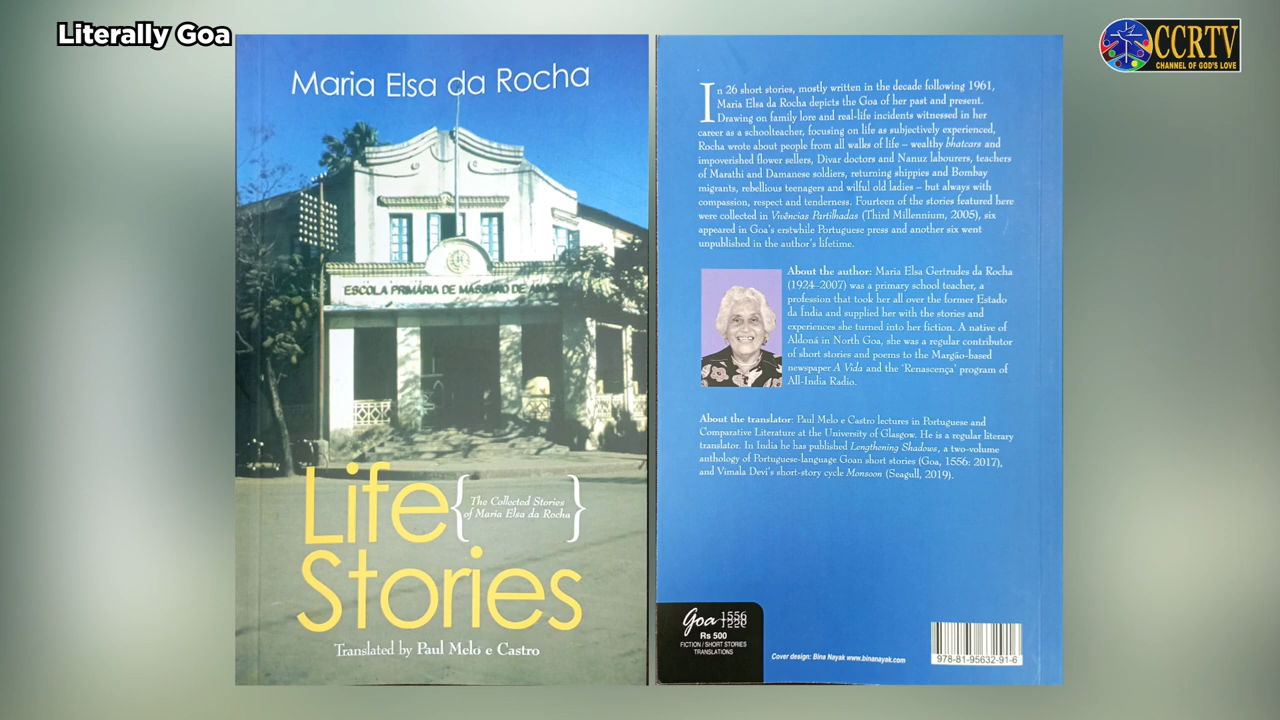 Literally Goa
CCRTV
CHANNEL OF GOD'S LOVE
Maria Elsa da Rocha
ESCOLA PRIMÁRIA DE MASSANO DE
Life
{The Collected Stories
of Maria Elsa da Rocha}
Stories
Translated by Paul Melo e Castro
In 26 short stories, mostly written in the decade following 1961,
Maria Elsa da Rocha depicts the Goa of her past and present.
Drawing on family lore and real-life incidents witnessed in her
career as a schoolteacher, focusing on life as subjectively experienced,
Rocha wrote about people from all walks of life – wealthy bhatcars and
impoverished flower sellers, Divar doctors and Nanuz labourers, teachers
of Marathi and Damanese soldiers, returning shippies and Bombay
migrants, rebellious teenagers and wilful old ladies – but always with
compassion, respect and tenderness. Fourteen of the stories featured here
were collected in Vivências Partilhadas (Third Millennium, 2005), six
appeared in Goa's erstwhile Portuguese press and another six went
unpublished in the author's lifetime.
About the author: Maria Elsa Gertrudes da Rocha
(1924–2007) was a primary school teacher, a
profession that took her all over the former Estado
da Índia and supplied her with the stories and
experiences she turned into her fiction. A native of
Aldoná in North Goa, she was a regular contributor
of short stories and poems to the Margão-based
newspaper A Vida and the 'Renascença' program of
All-India Radio.
About the translator: Paul Melo e Castro lectures in Portuguese and
Comparative Literature at the University of Glasgow. He is a regular literary
translator. In India he has published Lengthening Shadows, a two-volume
anthology of Portuguese-language Goan short stories (Goa, 1556: 2017),
and Vimala Devi's short-story cycle Monsoon (Seagull, 2019).
Goa 1556
Rs 500
FICTION / SHORT STORIES
TRANSLATIONS
Cover design: Bina Nayak www.binanayak.com
978-81-95632-91-6